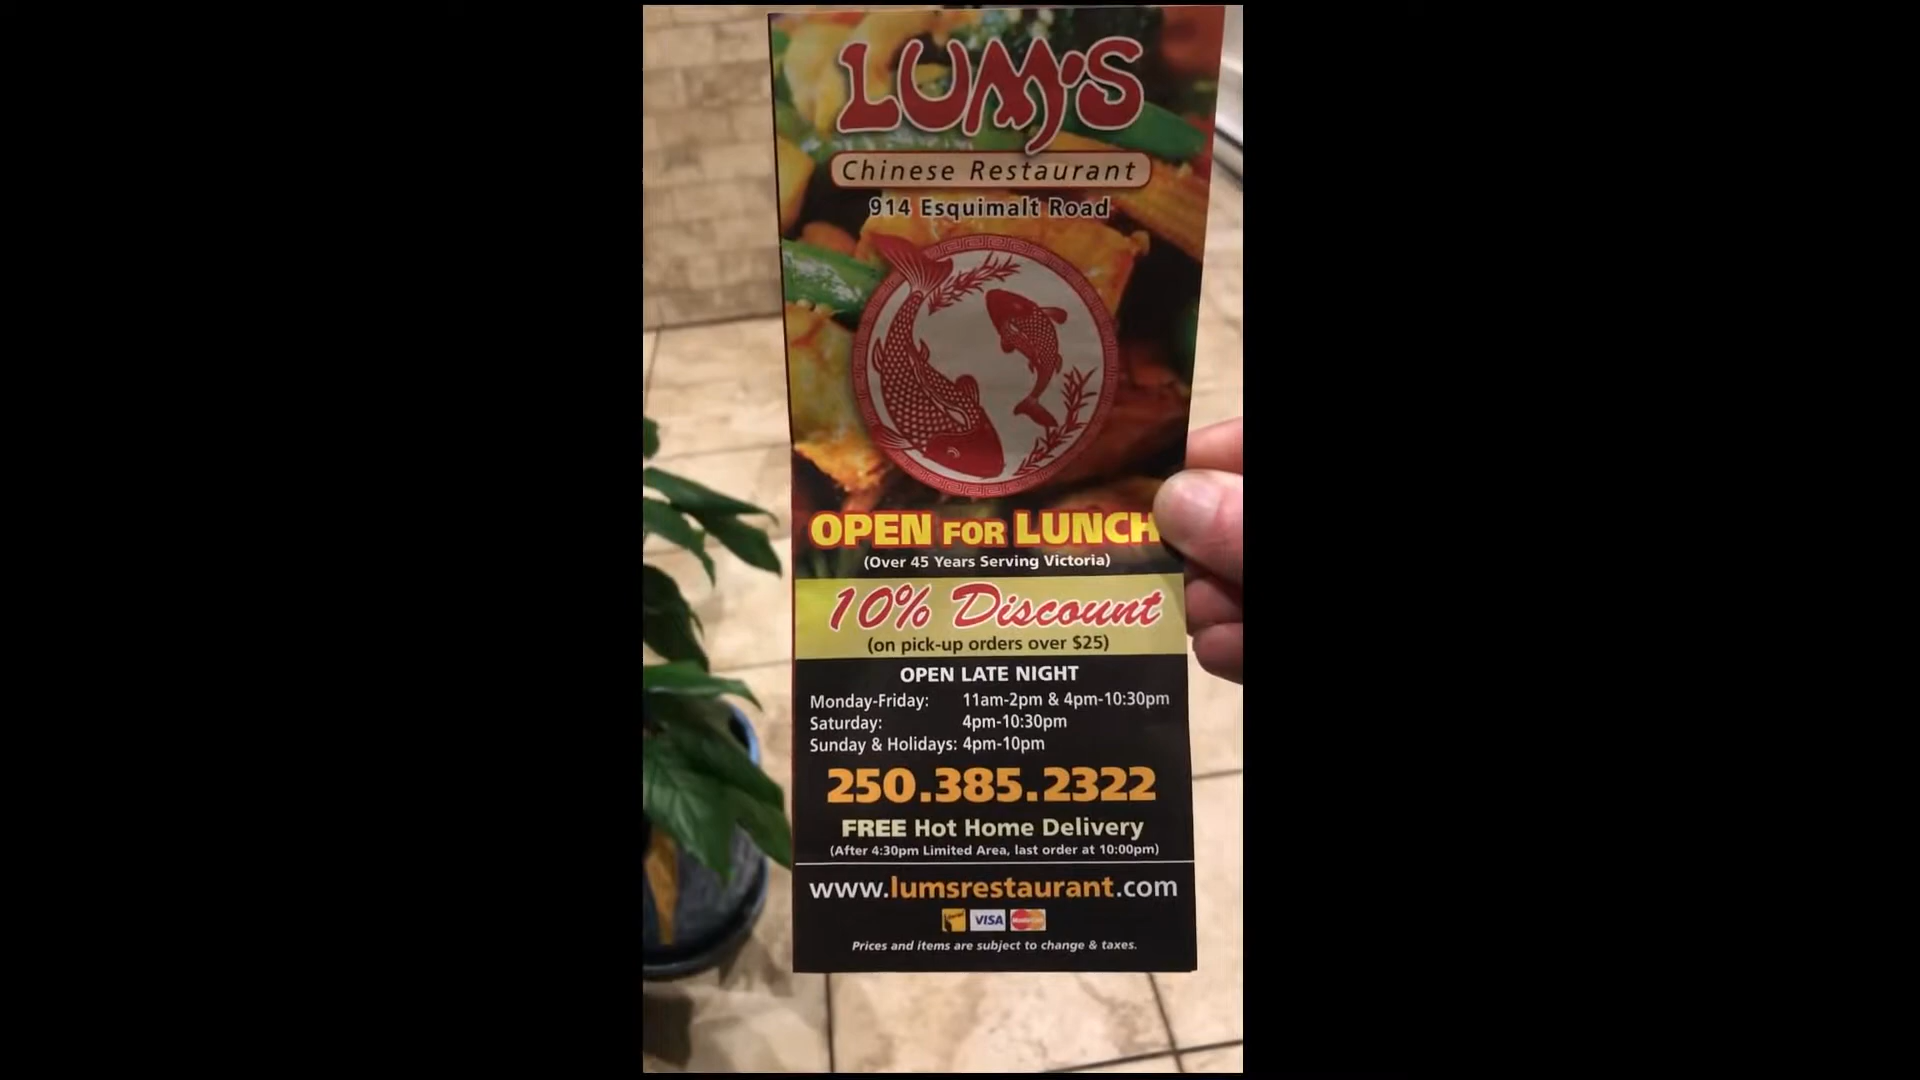 LUM'S
Chinese Restaurant
914 Esquimalt Road
OPEN FOR LUNCH
(Over 45 Years Serving Victoria)
10% Discount
(on pick-up orders over $25)
OPEN LATE NIGHT
Monday-Friday: 11am-2pm & 4pm-10:30pm
Saturday: 4pm-10:30pm
Sunday & Holidays: 4pm-10pm
250.385.2322
FREE Hot Home Delivery
(After 4:30pm Limited Area, last order at 10:00pm)
www.lumsrestaurant.com
VISA MasterCard
Prices and items are subject to change & taxes.